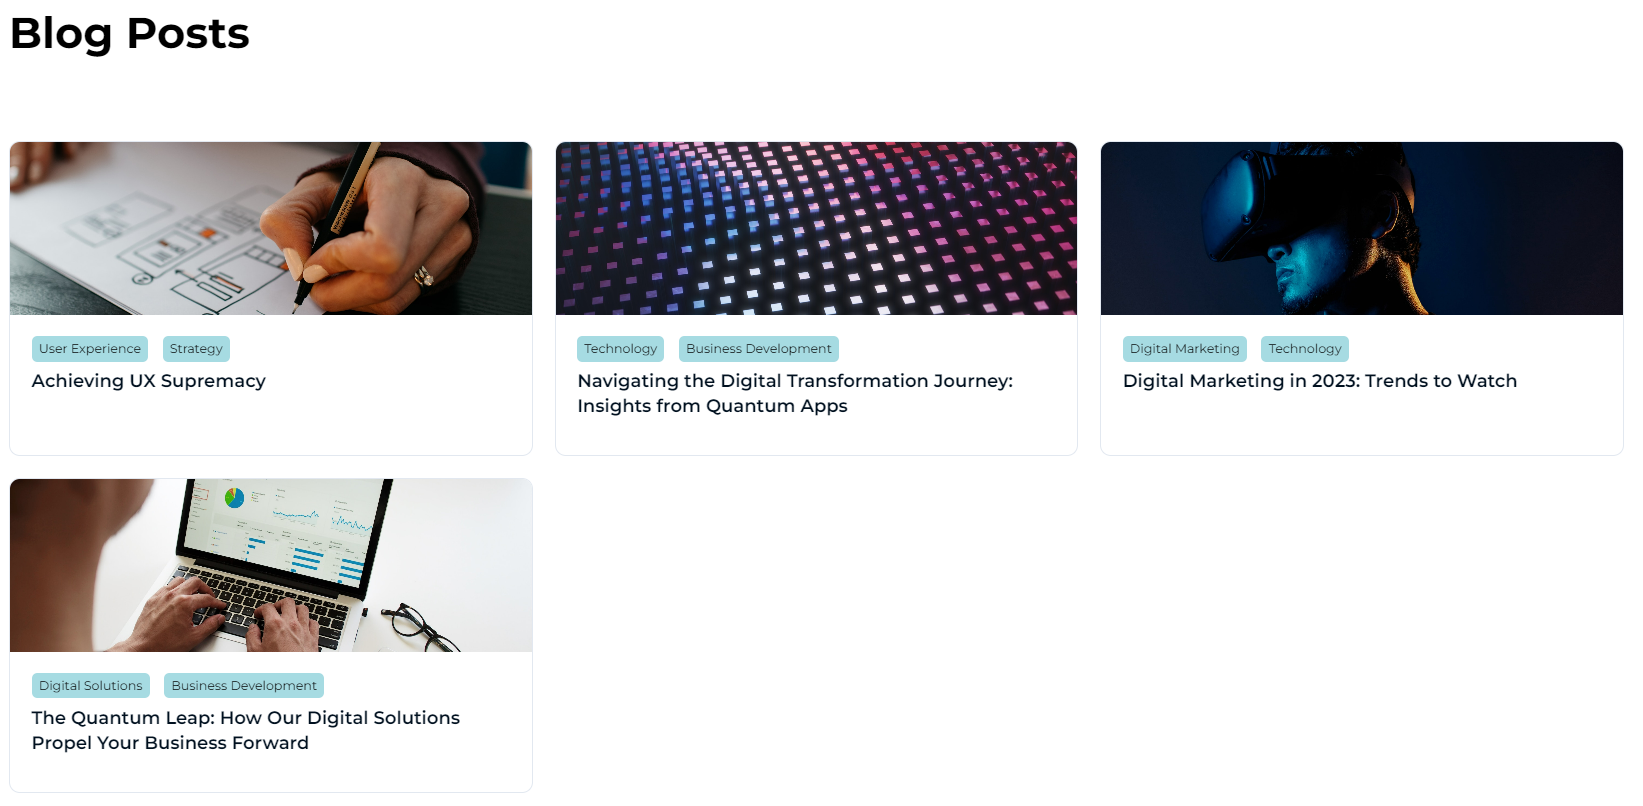 Blog Posts
User Experience
Strategy
Achieving UX Supremacy
Technology
Business Development
Navigating the Digital Transformation Journey:
Insights from Quantum Apps
Digital Marketing
Technology
Digital Marketing in 2023: Trends to Watch
Digital Solutions
Business Development
The Quantum Leap: How Our Digital Solutions
Propel Your Business Forward